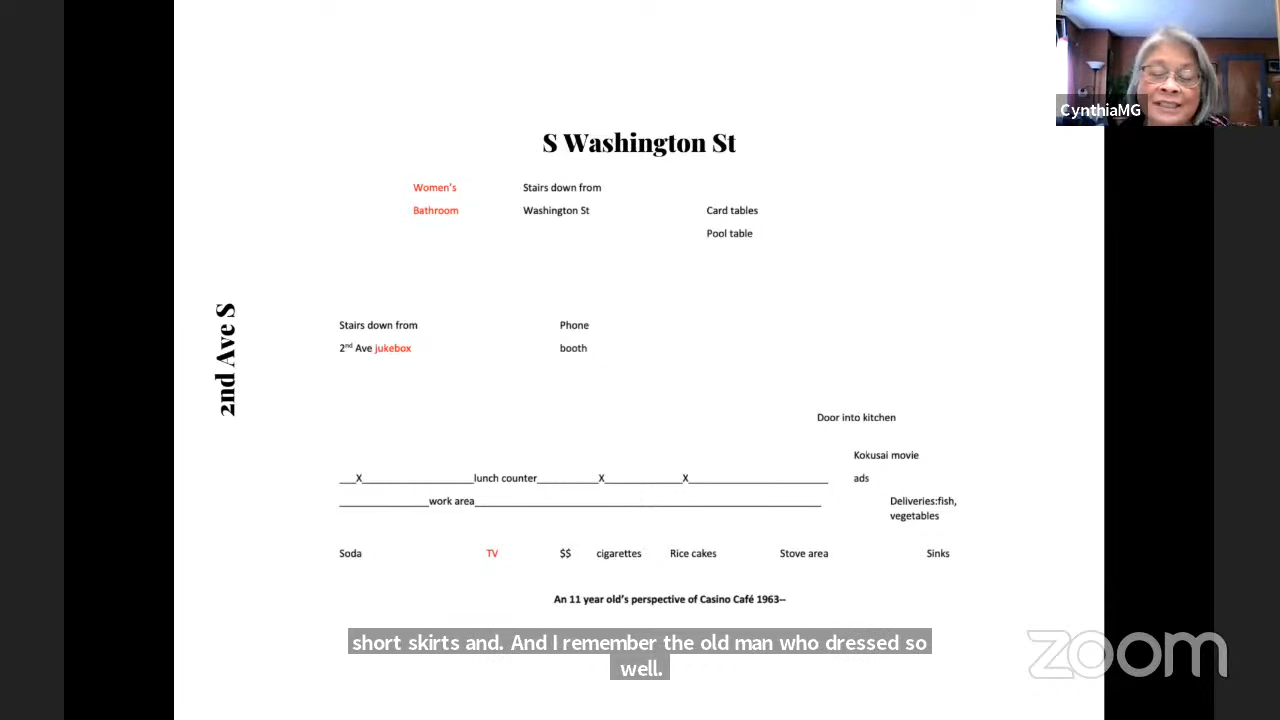 CynthiaMG
S Washington St
Women's
Bathroom
Stairs down from
Washington St
Card tables
Pool table
2nd Ave S
Stairs down from
2nd Ave jukebox
Phone
booth
Door into kitchen
Kokusai movie
ads
___X____________________lunch counter___________X______________X_________________________
________________work area______________________________________________________________
Deliveries:fish,
vegetables
Soda TV $$ cigarettes Rice cakes Stove area Sinks
An 11 year old's perspective of Casino Café 1963--
short skirts and. And I remember the old man who dressed so
well.
zoom